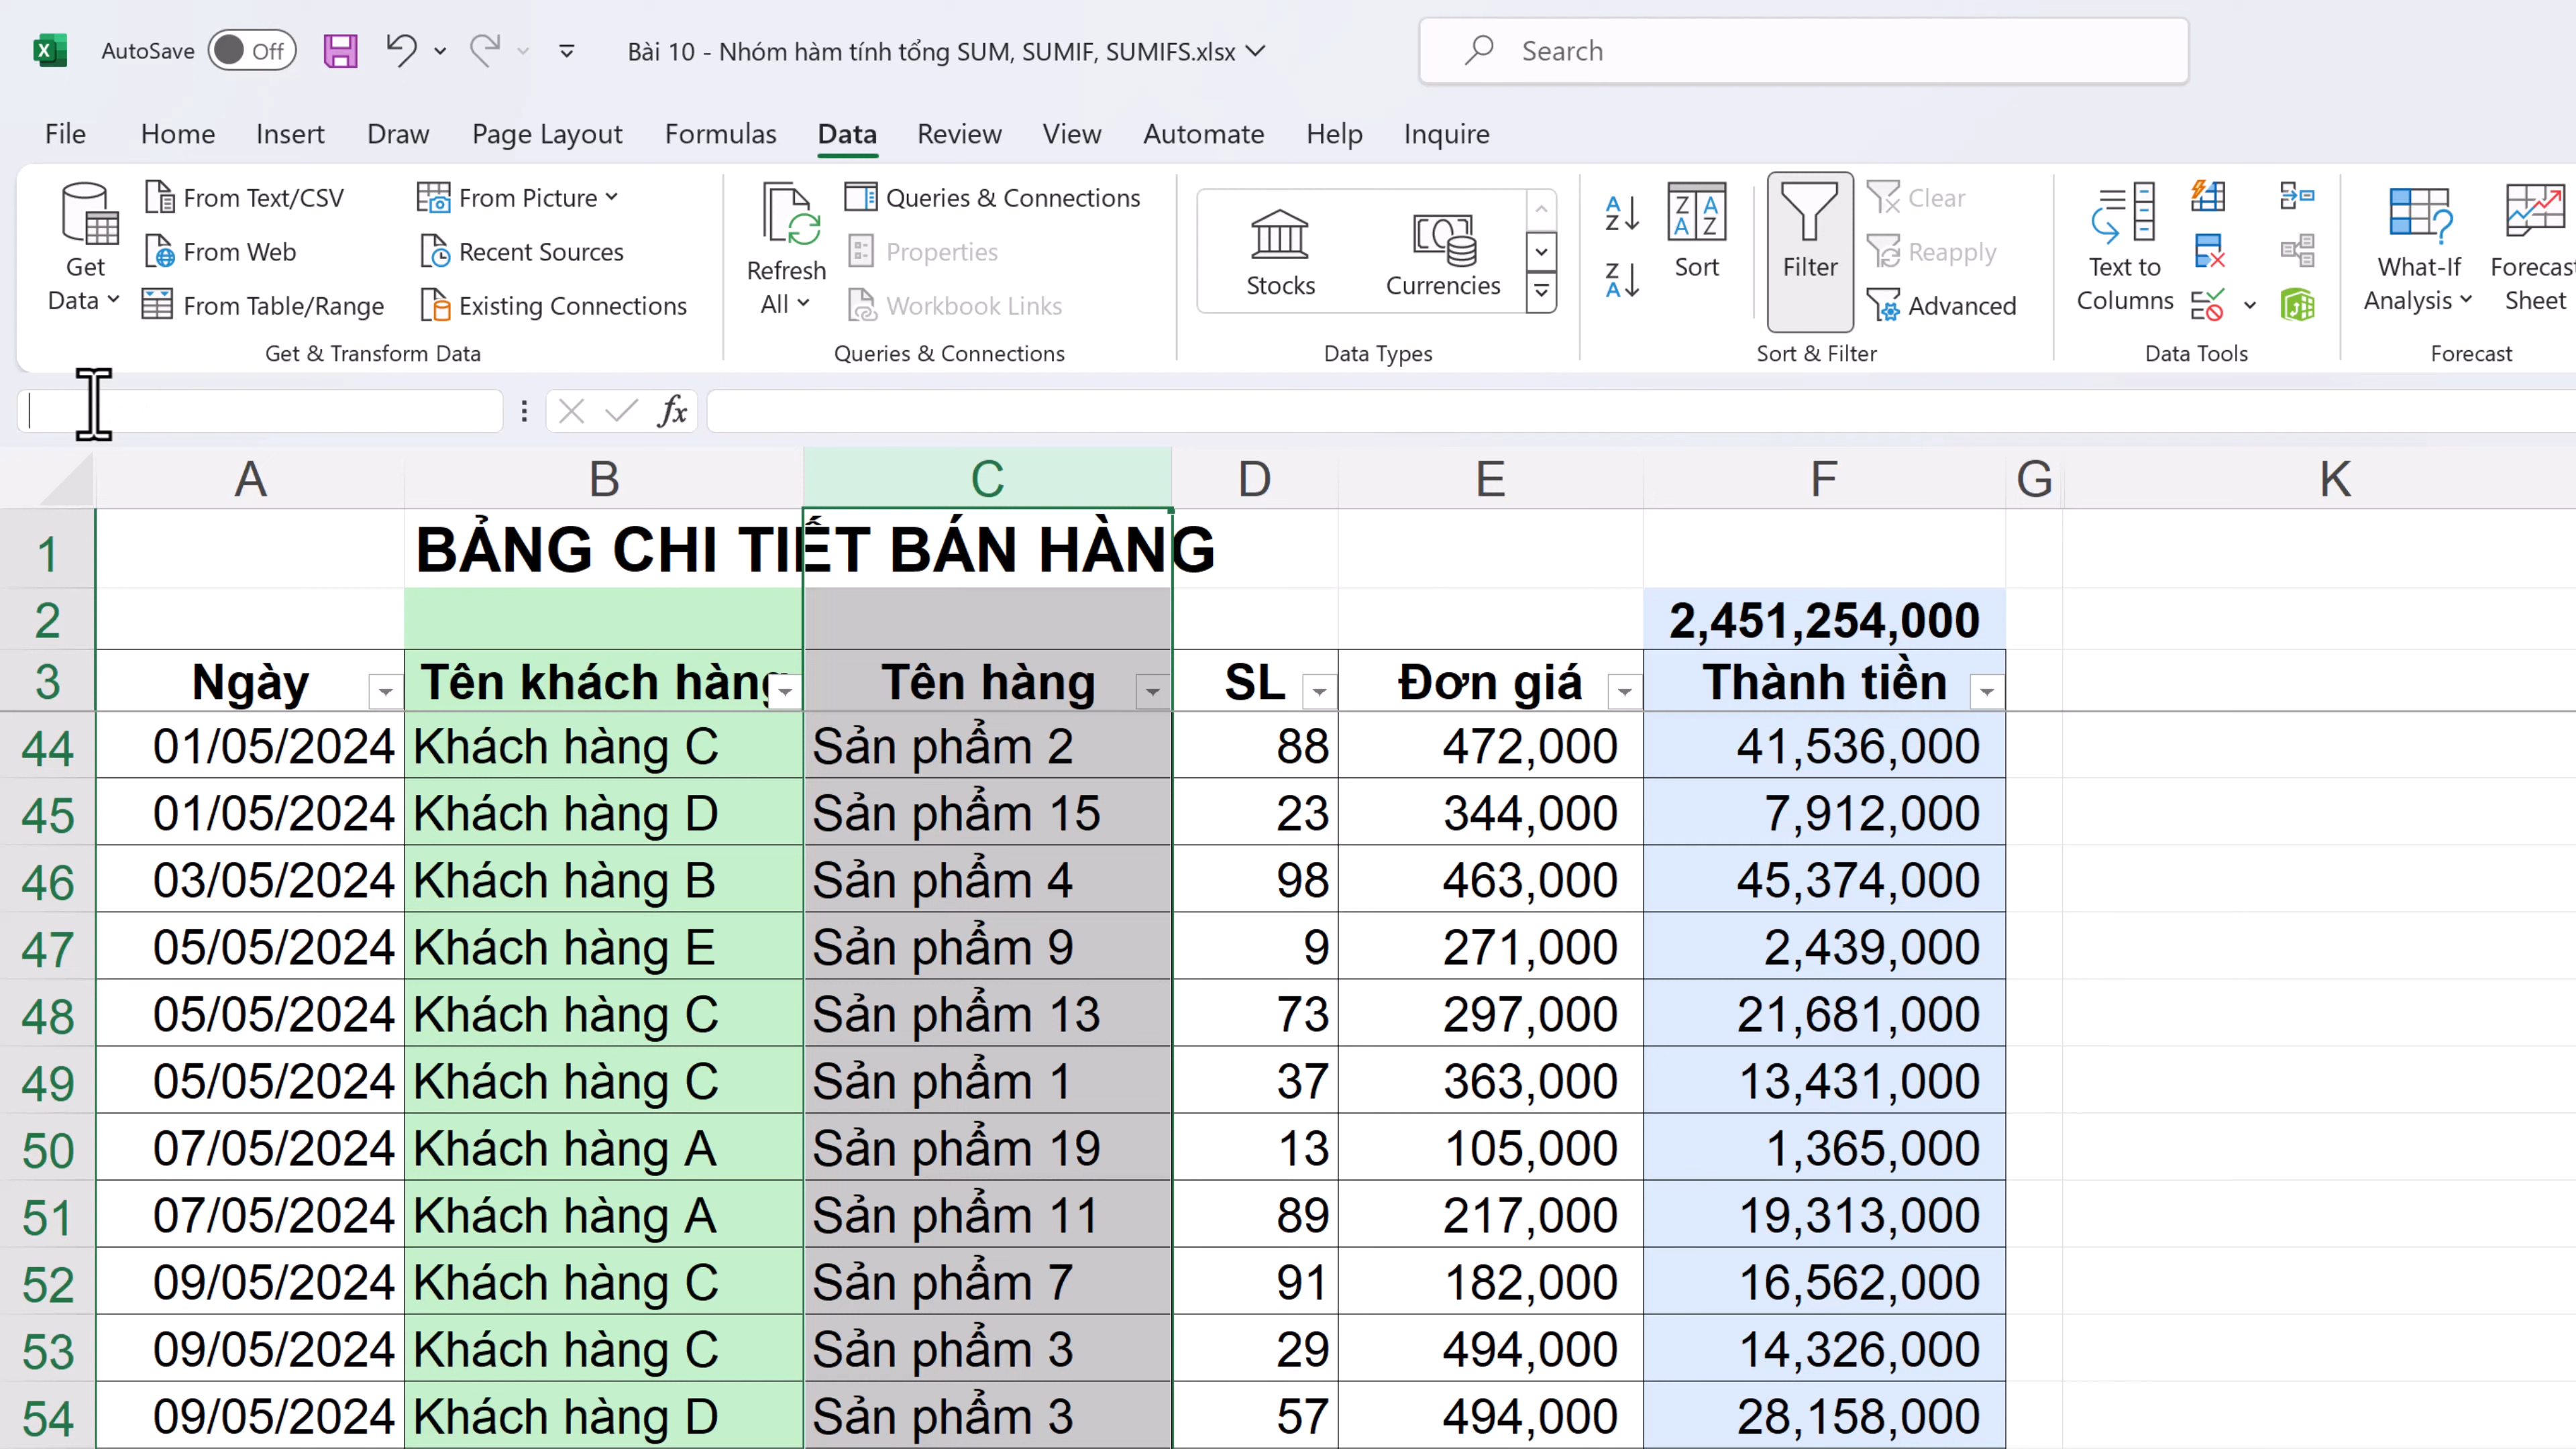 AutoSave Off Bài 10 - Nhóm hàm tính tổng SUM, SUMIF, SUMIFS.xlsx Search
File Home Insert Draw Page Layout Formulas Data Review View Automate Help Inquire
Get Data
From Text/CSV
From Web
From Table/Range
From Picture
Recent Sources
Existing Connections
Get & Transform Data
Refresh All
Queries & Connections
Properties
Workbook Links
Queries & Connections
Stocks
Currencies
Data Types
Sort
Filter
Clear
Reapply
Advanced
Sort & Filter
Text to Columns
Data Tools
What-If Analysis
Forecast Sheet
Forecast
fx
A B C D E F G K
1 BẢNG CHI TIẾT BÁN HÀNG
2 2,451,254,000
3 Ngày Tên khách hàng Tên hàng SL Đơn giá Thành tiền
44 01/05/2024 Khách hàng C Sản phẩm 2 88 472,000 41,536,000
45 01/05/2024 Khách hàng D Sản phẩm 15 23 344,000 7,912,000
46 03/05/2024 Khách hàng B Sản phẩm 4 98 463,000 45,374,000
47 05/05/2024 Khách hàng E Sản phẩm 9 9 271,000 2,439,000
48 05/05/2024 Khách hàng C Sản phẩm 13 73 297,000 21,681,000
49 05/05/2024 Khách hàng C Sản phẩm 1 37 363,000 13,431,000
50 07/05/2024 Khách hàng A Sản phẩm 19 13 105,000 1,365,000
51 07/05/2024 Khách hàng A Sản phẩm 11 89 217,000 19,313,000
52 09/05/2024 Khách hàng C Sản phẩm 7 91 182,000 16,562,000
53 09/05/2024 Khách hàng C Sản phẩm 3 29 494,000 14,326,000
54 09/05/2024 Khách hàng D Sản phẩm 3 57 494,000 28,158,000